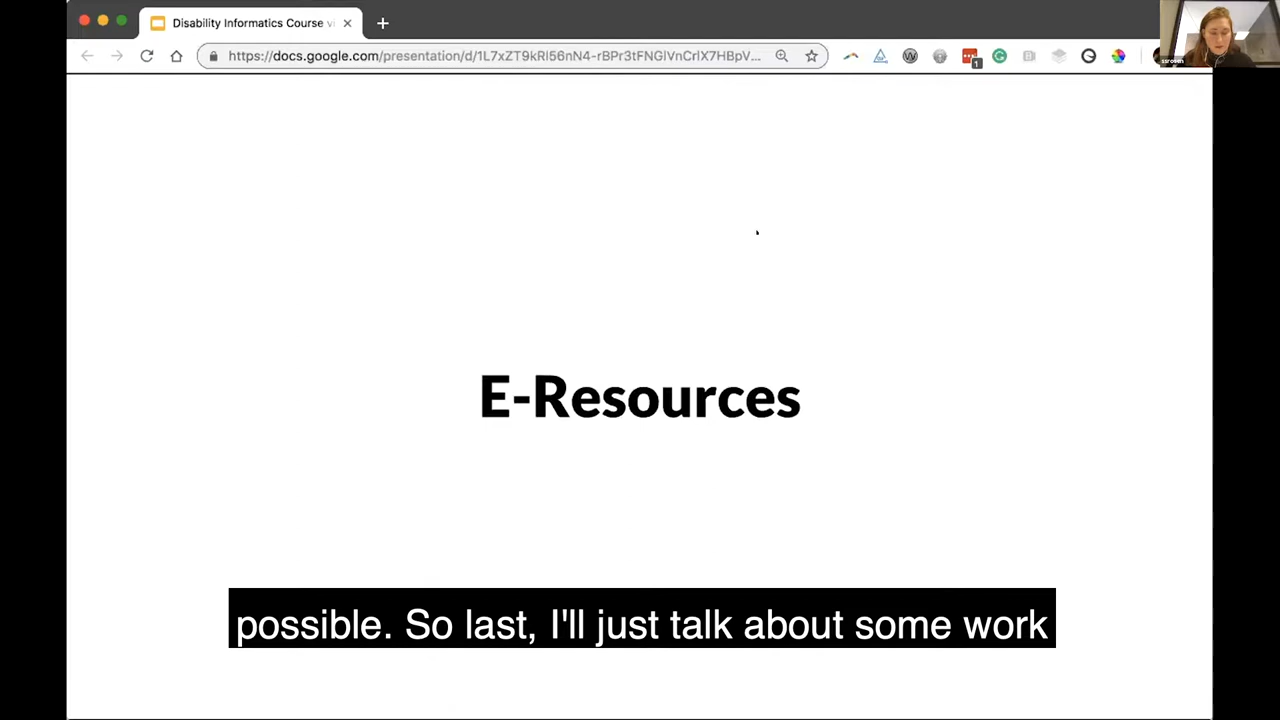 Disability Informatics Course v
https://docs.google.com/presentation/d/1L7xZT9kRl56nN4-rBPr3tFNGlVnCrlX7HBpV...
1
E-Resources
possible. So last, I'll just talk about some work